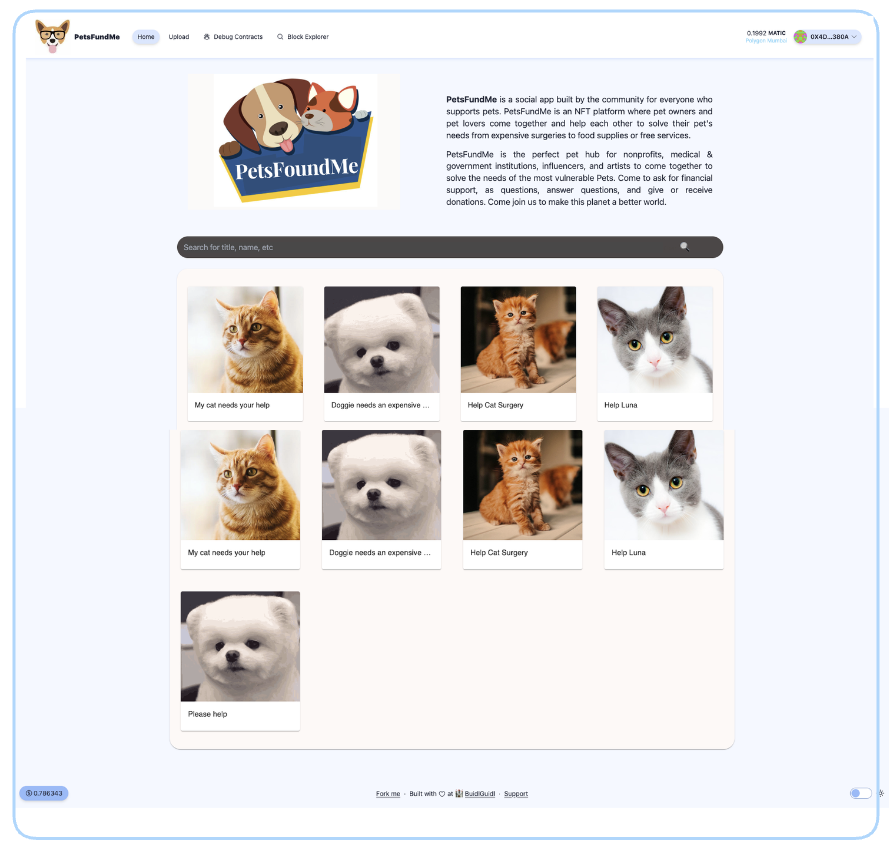 PetsFundMe Home Upload Debug Contracts Block Explorer 0.1992 MATIC 0X4D...380A
Polygon Mumbai
PetsFoundMe
PetsFundMe is a social app built by the community for everyone who
supports pets. PetsFundMe is an NFT platform where pet owners and
pet lovers come together and help each other to solve their pet's
needs from expensive surgeries to food supplies or free services.
PetsFundMe is the perfect pet hub for nonprofits, medical &
government institutions, influencers, and artists to come together to
solve the needs of the most vulnerable Pets. Come to ask for financial
support, as questions, answer questions, and give or receive
donations. Come join us to make this planet a better world.
Search for title, name, etc
My cat needs your help Doggie needs an expensive ... Help Cat Surgery Help Luna
My cat needs your help Doggie needs an expensive ... Help Cat Surgery Help Luna
Please help
0.786343 Fork me · Built with ♡ at BuidlGuidl · Support